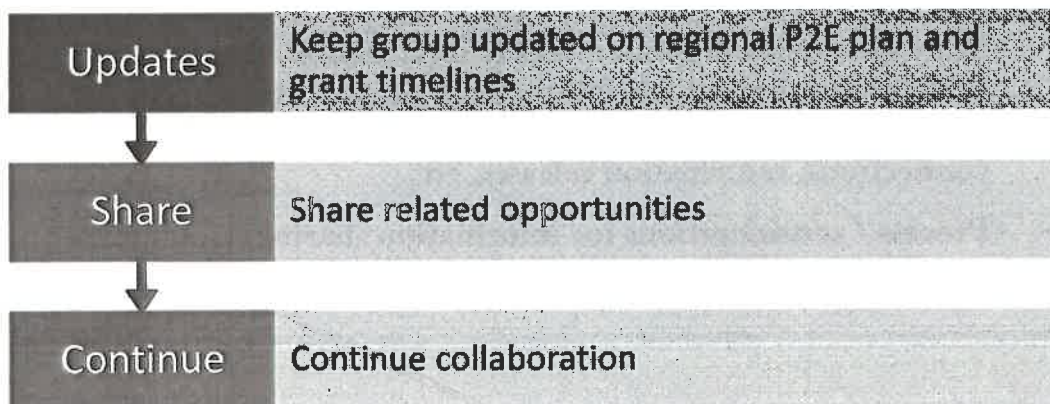 Updates
Keep group updated on regional P2E plan and
grant timelines
Share
Share related opportunities
Continue
Continue collaboration